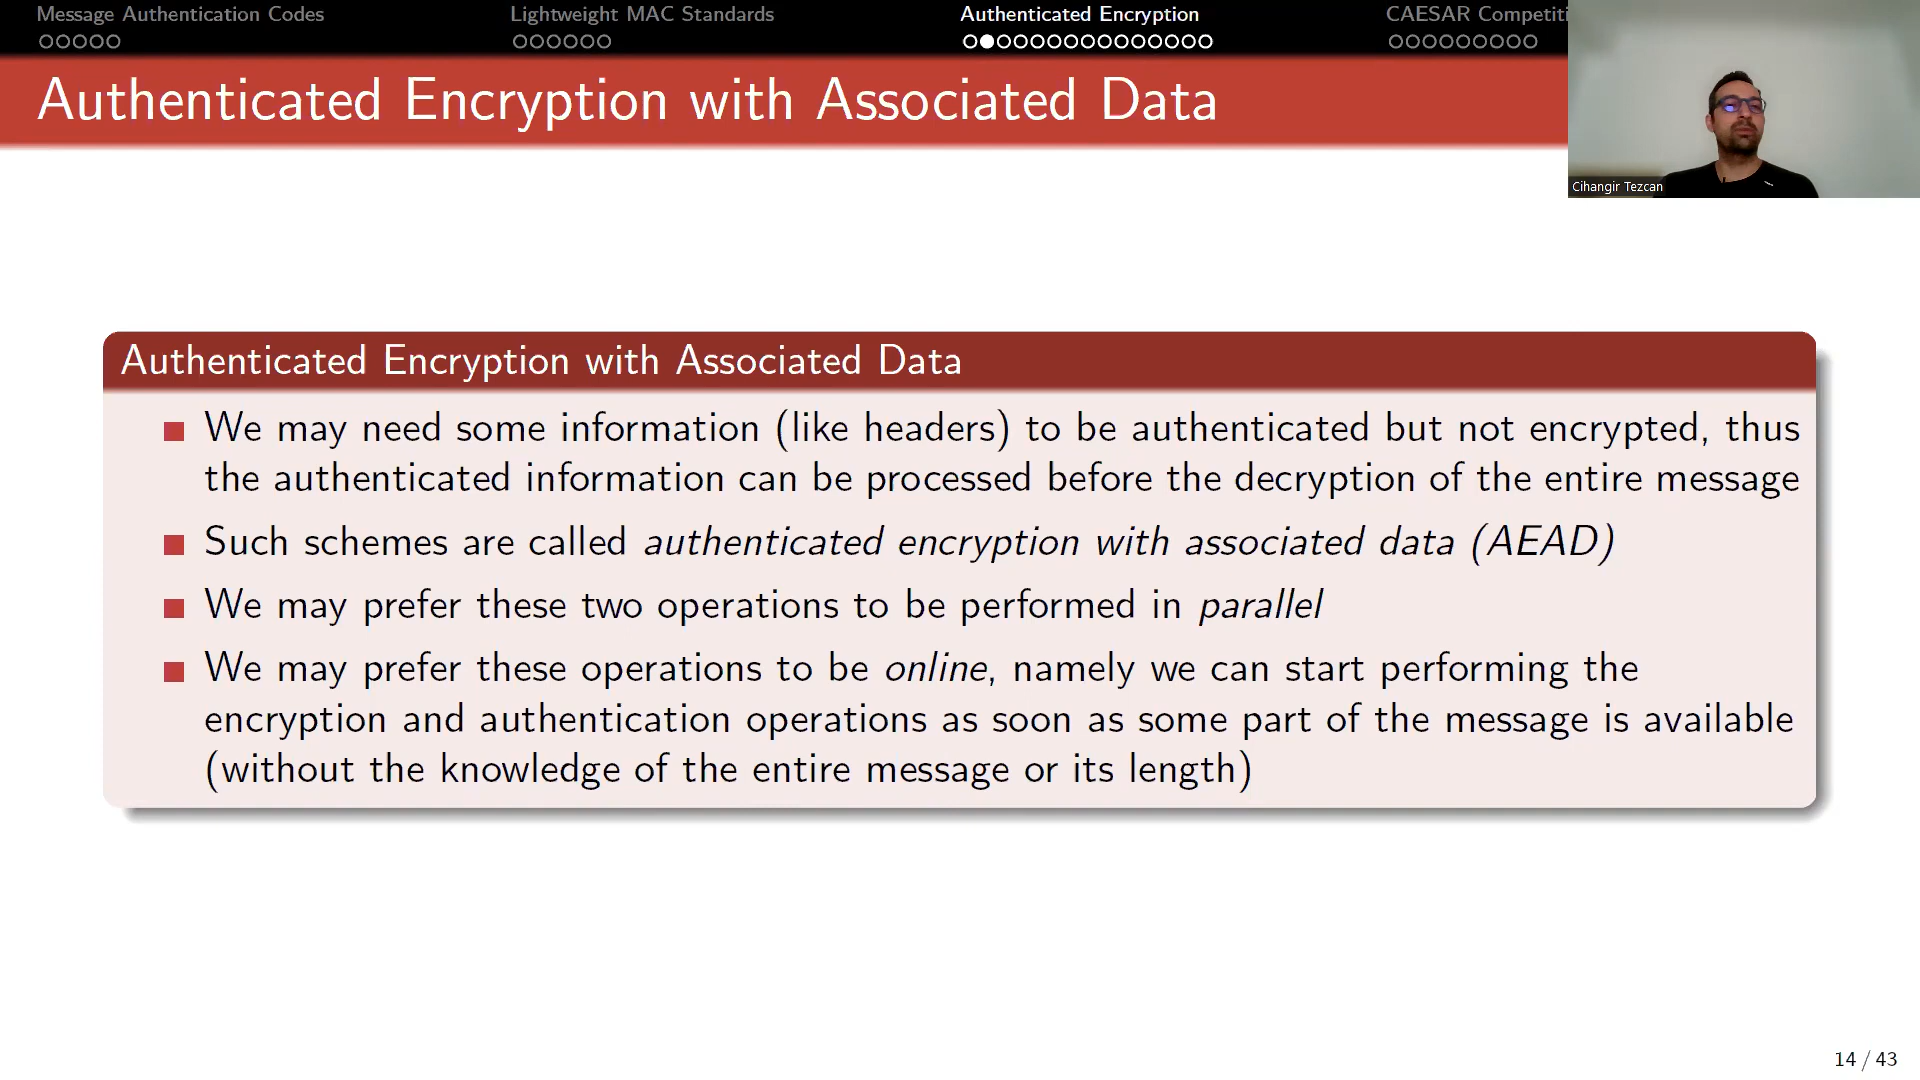 Message Authentication Codes
Lightweight MAC Standards
Authenticated Encryption
CAESAR Competiti
Authenticated Encryption with Associated Data
Cihangir Tezcan
Authenticated Encryption with Associated Data
We may need some information (like headers) to be authenticated but not encrypted, thus
the authenticated information can be processed before the decryption of the entire message
Such schemes are called authenticated encryption with associated data (AEAD)
We may prefer these two operations to be performed in parallel
We may prefer these operations to be online, namely we can start performing the
encryption and authentication operations as soon as some part of the message is available
(without the knowledge of the entire message or its length)
14 / 43